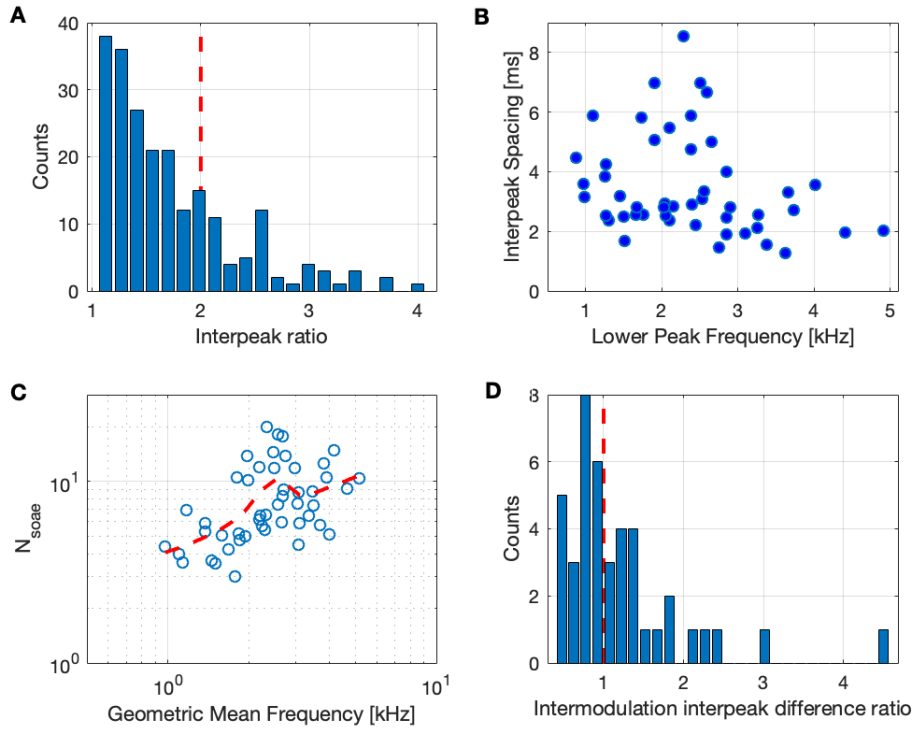 A
40
30
20
10
0
Counts
1 2 3 4
Interpeak ratio
B
8
6
4
2
0
Interpeak Spacing [ms]
1 2 3 4 5
Lower Peak Frequency [kHz]
C
10^1
10^0
N_soae
10^0 10^1
Geometric Mean Frequency [kHz]
D
8
6
4
2
0
Counts
1 2 3 4
Intermodulation interpeak difference ratio